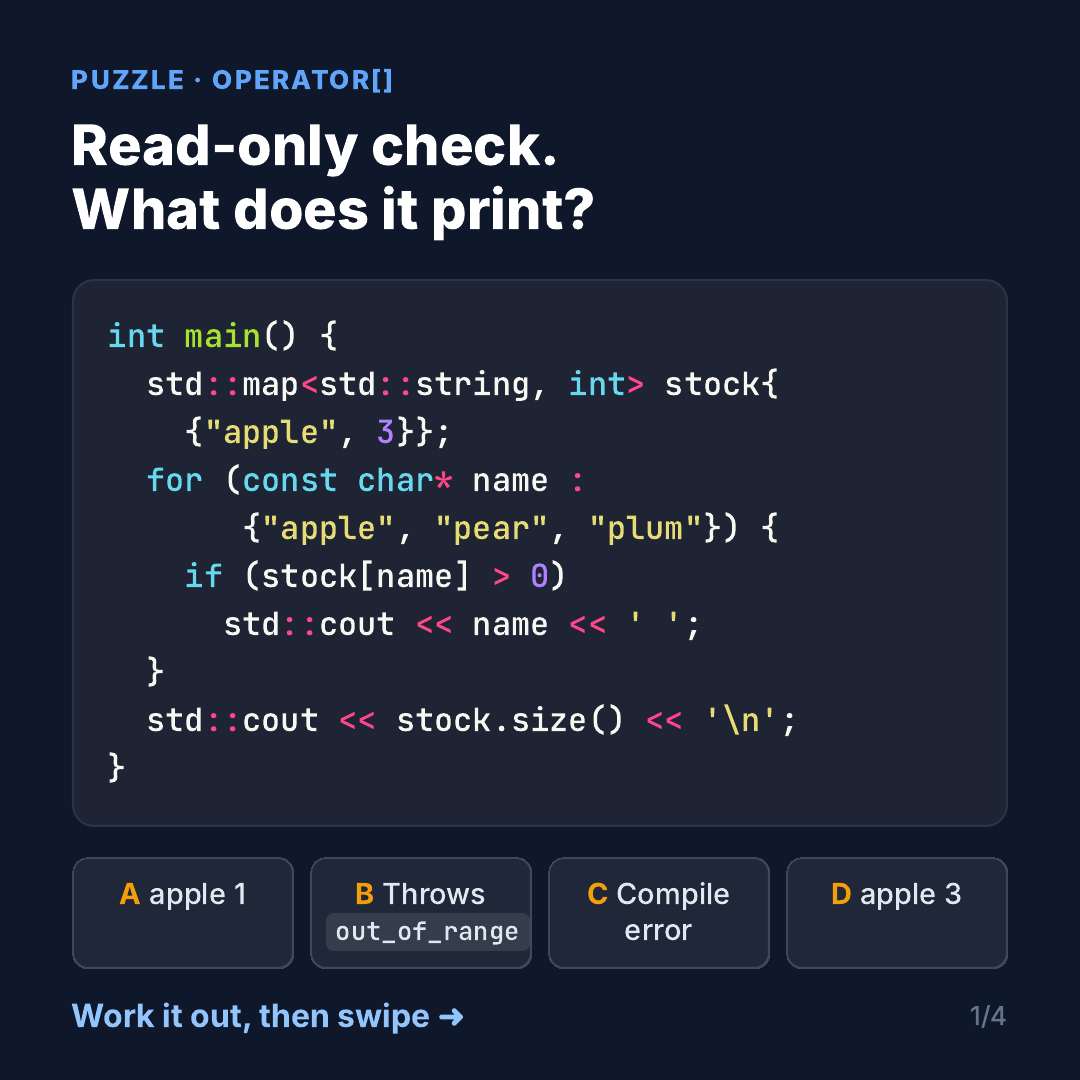 PUZZLE · OPERATOR[]
Read-only check.
What does it print?
int main() {
  std::map<std::string, int> stock{
    {"apple", 3}};
  for (const char* name :
       {"apple", "pear", "plum"}) {
    if (stock[name] > 0)
      std::cout << name << ' ';
  }
  std::cout << stock.size() << '\n';
}
A apple 1
B Throws
out_of_range
C Compile
error
D apple 3
Work it out, then swipe ➜
1/4